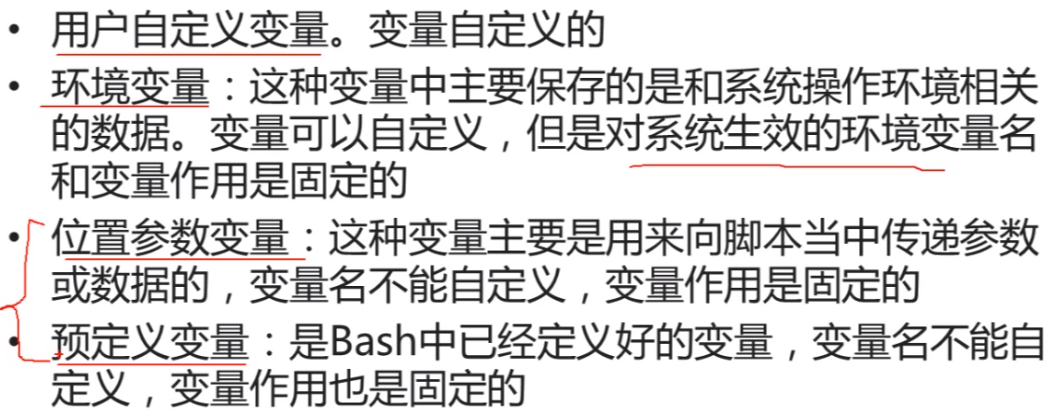 • 用户自定义变量。变量自定义的
• 环境变量：这种变量中主要保存的是和系统操作环境相关
的数据。变量可以自定义，但是对系统生效的环境变量名
和变量作用是固定的
• 位置参数变量：这种变量主要是用来向脚本当中传递参数
或数据的，变量名不能自定义，变量作用是固定的
• 预定义变量：是Bash中已经定义好的变量，变量名不能自
定义，变量作用也是固定的